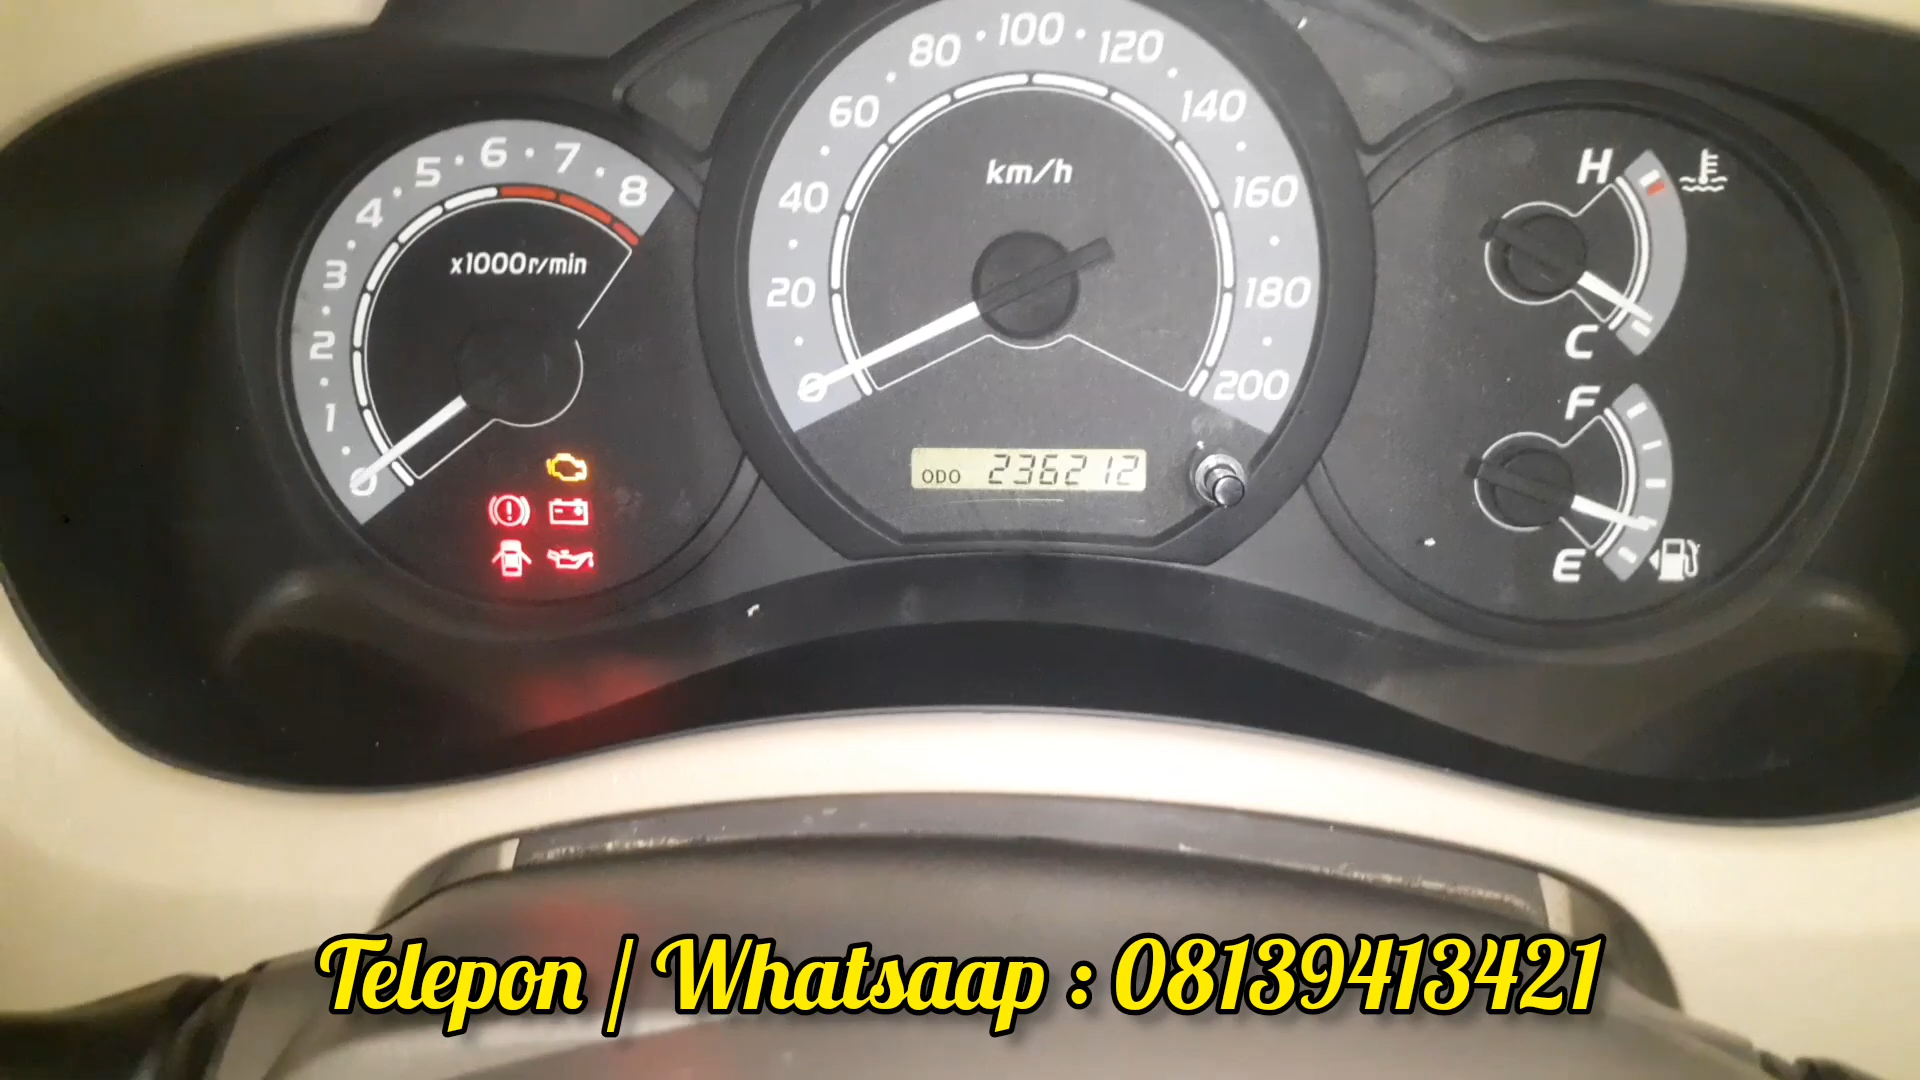 0 1 2 3 4 5 6 7 8
x1000r/min
0 20 40 60 80 100 120 140 160 180 200
km/h
ODO 236212
H
C
F
E
Telepon / Whatsaap : 08139413421